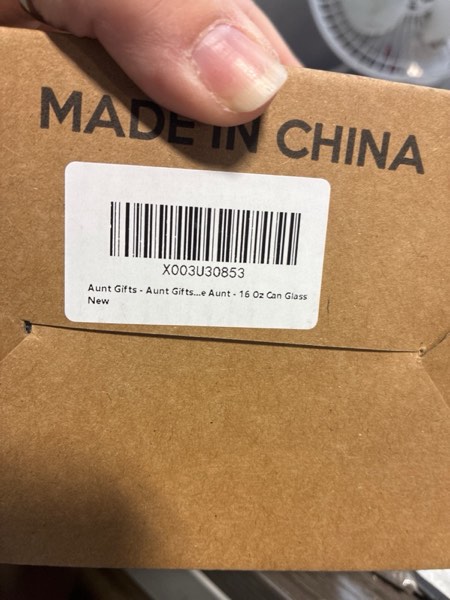 MADE IN CHINA
X003U30853
Aunt Gifts - Aunt Gifts...e Aunt - 16 Oz Can Glass
New